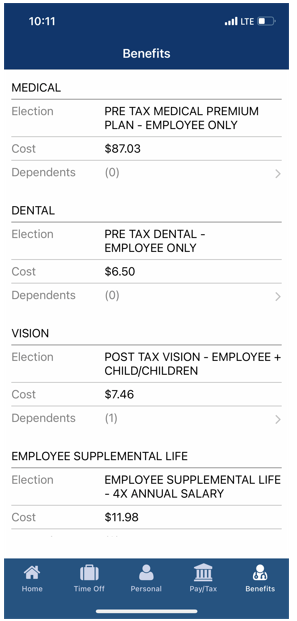 10:11
LTE
Benefits
MEDICAL
Election PRE TAX MEDICAL PREMIUM
PLAN - EMPLOYEE ONLY
Cost $87.03
Dependents (0)
DENTAL
Election PRE TAX DENTAL -
EMPLOYEE ONLY
Cost $6.50
Dependents (0)
VISION
Election POST TAX VISION - EMPLOYEE +
CHILD/CHILDREN
Cost $7.46
Dependents (1)
EMPLOYEE SUPPLEMENTAL LIFE
Election EMPLOYEE SUPPLEMENTAL LIFE
- 4X ANNUAL SALARY
Cost $11.98
Home Time Off Personal Pay/Tax Benefits